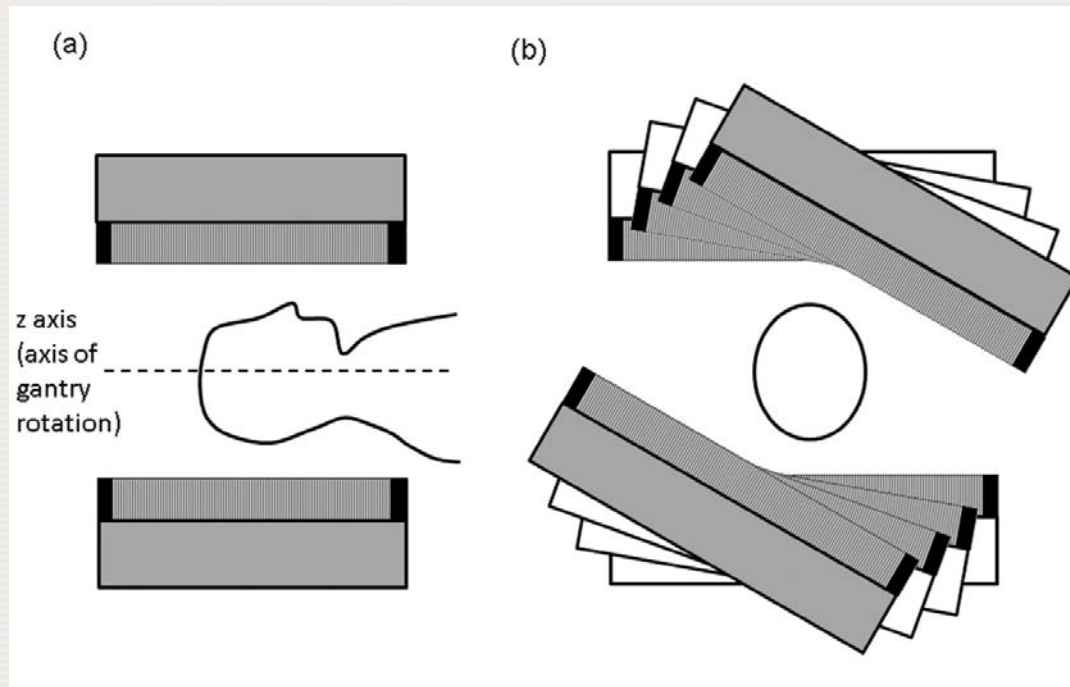 (a)
(b)
z axis
(axis of
gantry
rotation)